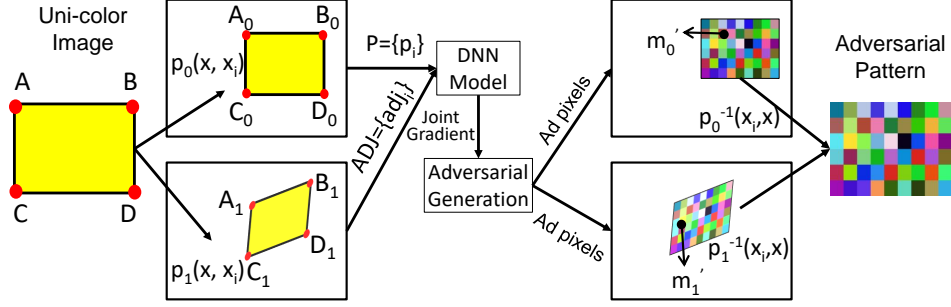 Uni-color
Image
A
B
C
D
A₀
B₀
p₀(x, xᵢ)
C₀
D₀
A₁
B₁
D₁
p₁(x, xᵢ)
C₁
P={pᵢ}
ADJ={adjᵢ}
DNN
Model
Joint
Gradient
Adversarial
Generation
Ad pixels
Ad pixels
m₀′
p₀⁻¹(xᵢ,x)
p₁⁻¹(xᵢ,x)
m₁′
Adversarial
Pattern